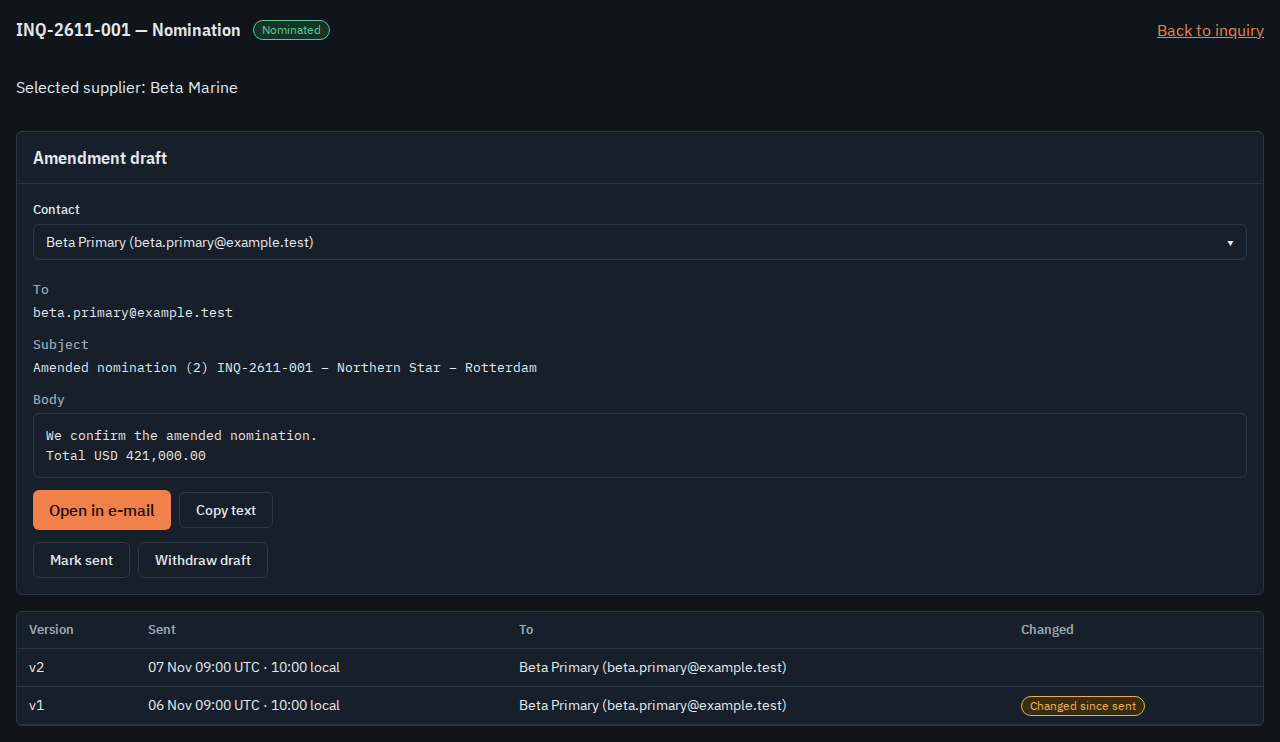 INQ-2611-001 — Nomination Nominated Back to inquiry
Selected supplier: Beta Marine
Amendment draft
Contact
Beta Primary (beta.primary@example.test)
To
beta.primary@example.test
Subject
Amended nomination (2) INQ-2611-001 – Northern Star – Rotterdam
Body
We confirm the amended nomination.
Total USD 421,000.00
Open in e-mail Copy text
Mark sent Withdraw draft
Version Sent To Changed
v2 07 Nov 09:00 UTC · 10:00 local Beta Primary (beta.primary@example.test)
v1 06 Nov 09:00 UTC · 10:00 local Beta Primary (beta.primary@example.test) Changed since sent